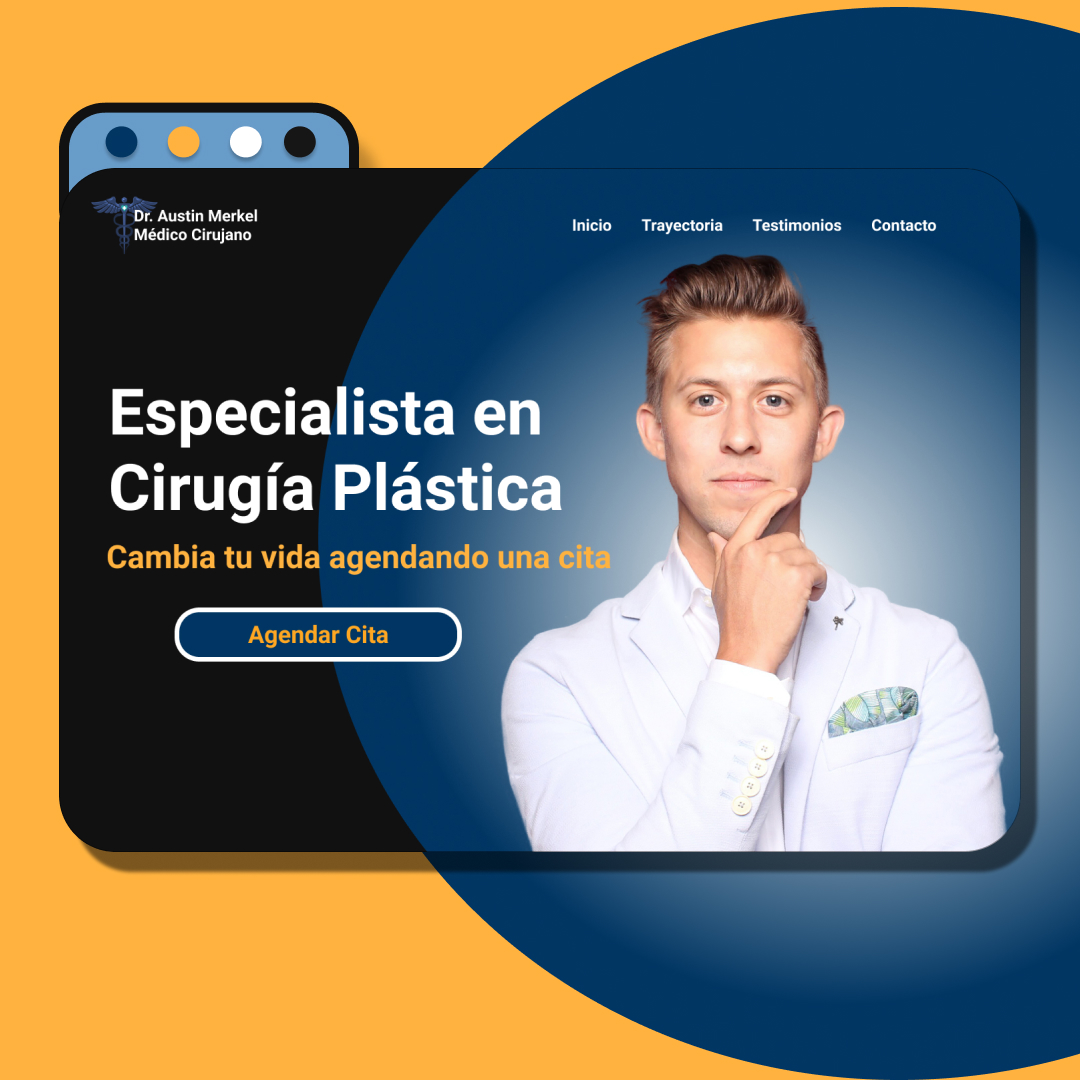 Dr. Austin Merkel
Médico Cirujano
Inicio Trayectoria Testimonios Contacto
Especialista en
Cirugía Plástica
Cambia tu vida agendando una cita
Agendar Cita